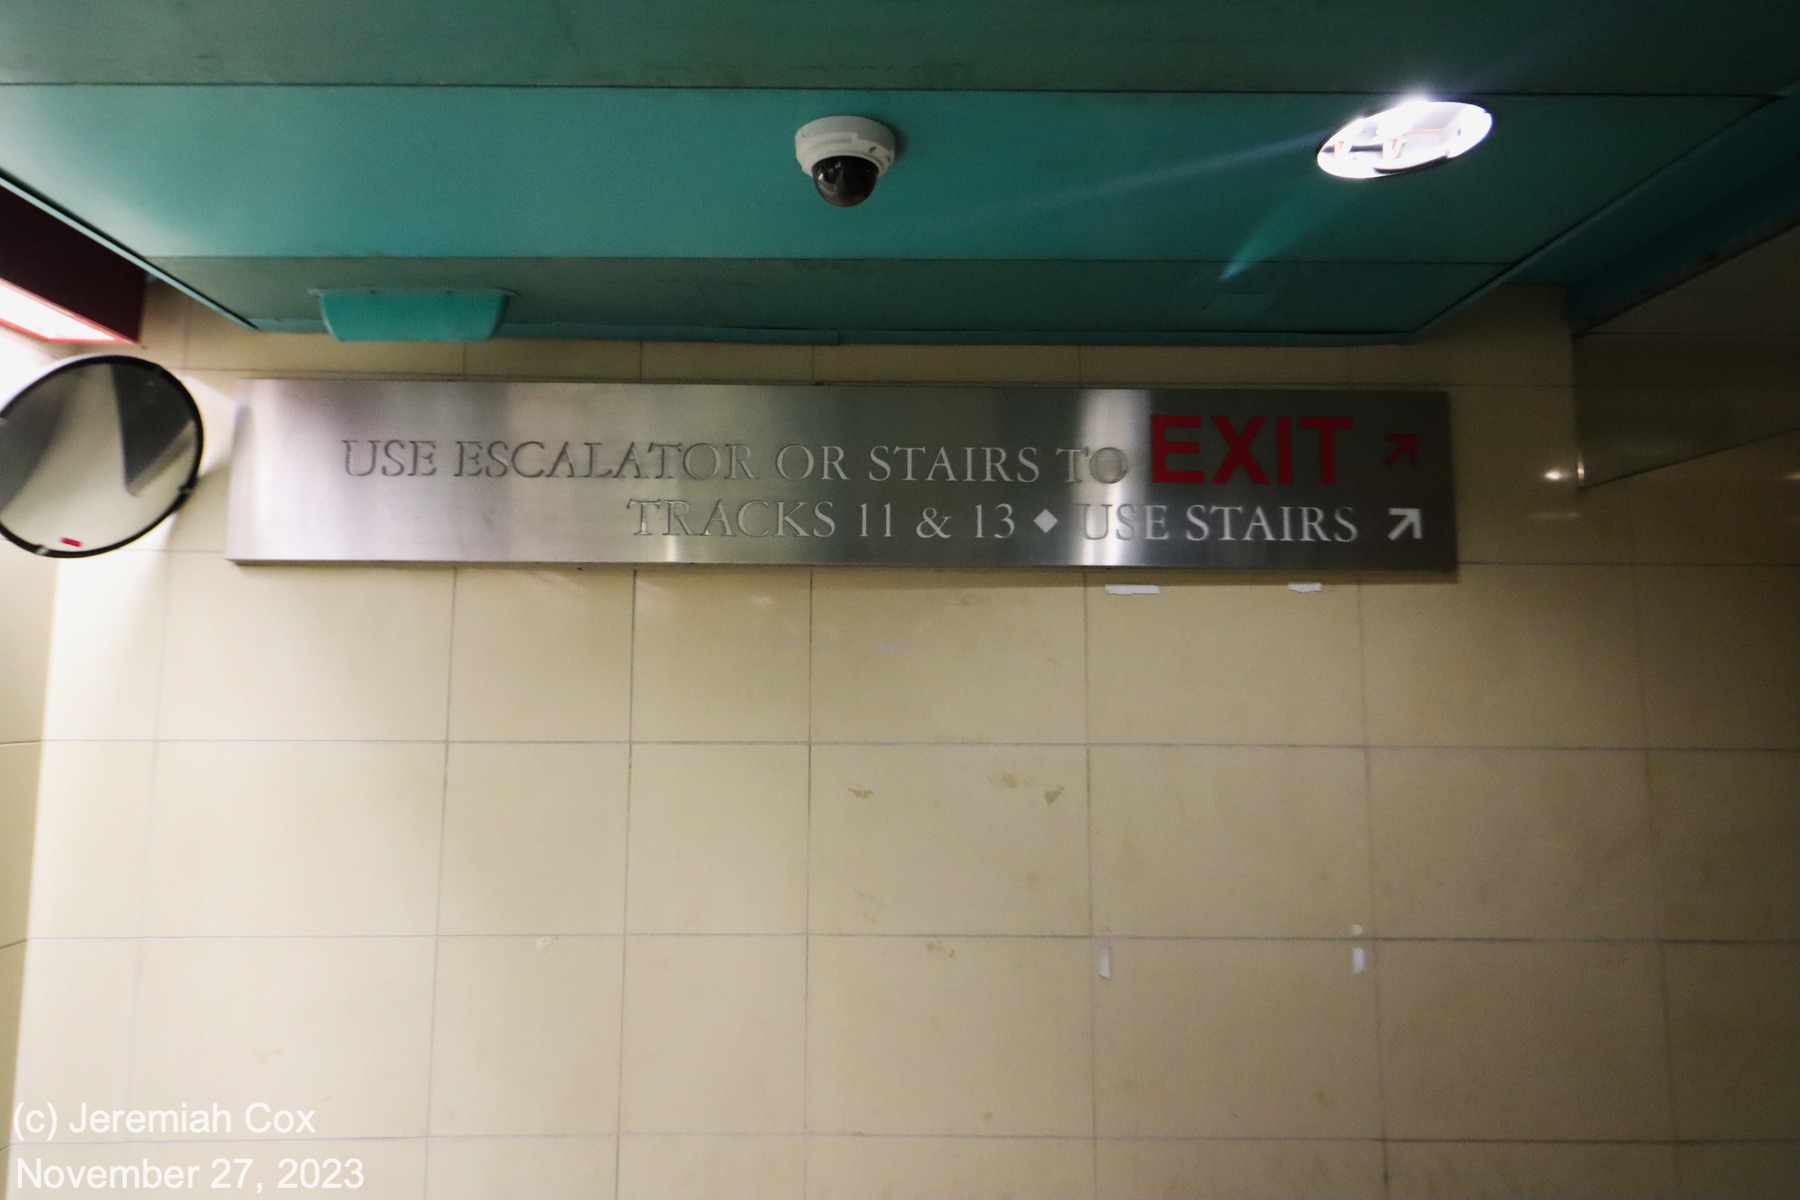 USE ESCALATOR OR STAIRS TO EXIT ↗
TRACKS 11 & 13 ◆ USE STAIRS ↗
(c) Jeremiah Cox
November 27, 2023